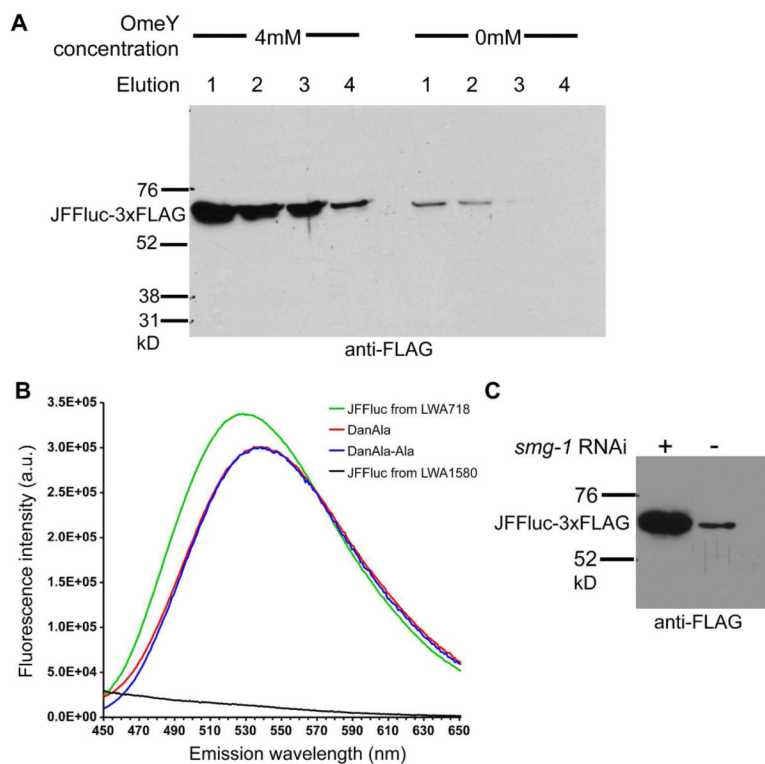 A
OmeY
concentration
4mM
0mM
Elution 1 2 3 4 1 2 3 4
76
JFFluc-3xFLAG
52
38
31
kD
anti-FLAG
B
3.5E+05
3.0E+05
2.5E+05
2.0E+05
1.5E+05
1.0E+05
5.0E+04
0.0E+00
Fluorescence intensity (a.u.)
JFFluc from LWA718
DanAla
DanAla-Ala
JFFluc from LWA1580
450 470 490 510 530 550 570 590 610 630 650
Emission wavelength (nm)
C
smg-1 RNAi + -
76
JFFluc-3xFLAG
52
kD
anti-FLAG